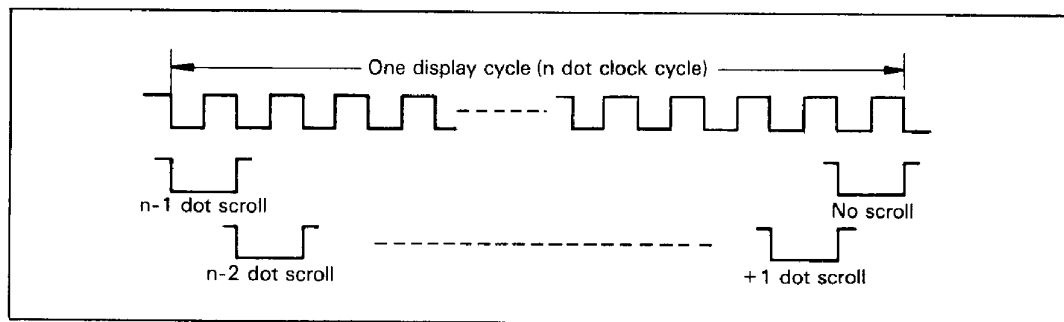 One display cycle (n dot clock cycle)
n-1 dot scroll
No scroll
n-2 dot scroll
+1 dot scroll